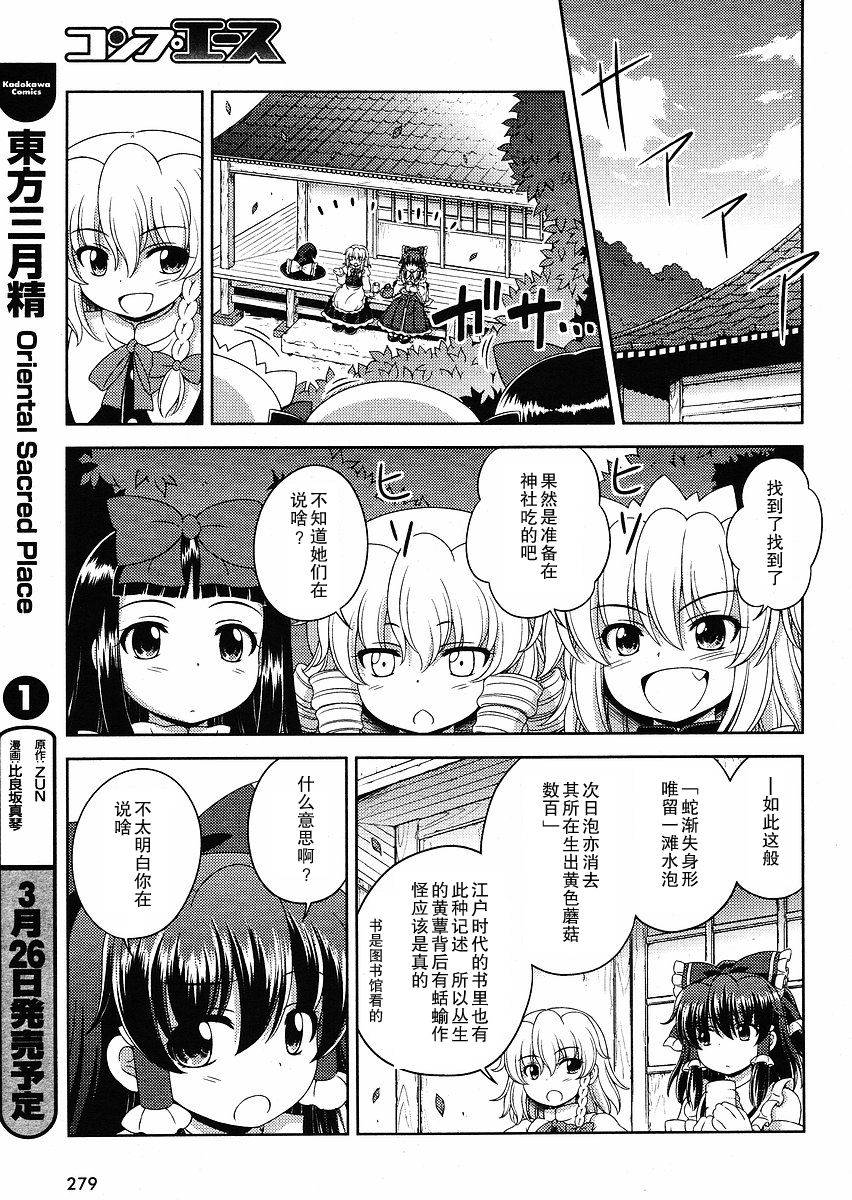 コンプエース
Kadokawa
Comics
東方三月精 Oriental Sacred Place
1
原作:ZUN
漫画:比良坂真琴
3月26日発売予定
ガサ…
ガサ
找到了找到了
ヒソ
果然是准备在
神社吃的吧
ヒソ
不知道她们在
说啥？
—如此这般
「蛇渐失身形
唯留一滩水泡
次日泡亦消去
其所在生出黄色蘑菇
数百」
江户时代的书里也有
此种记述 所以丛生
的黄蕈背后有蛞蝓作
怪应该是真的
书是图书馆看的
什么意思啊？
不太明白你在
说啥
279